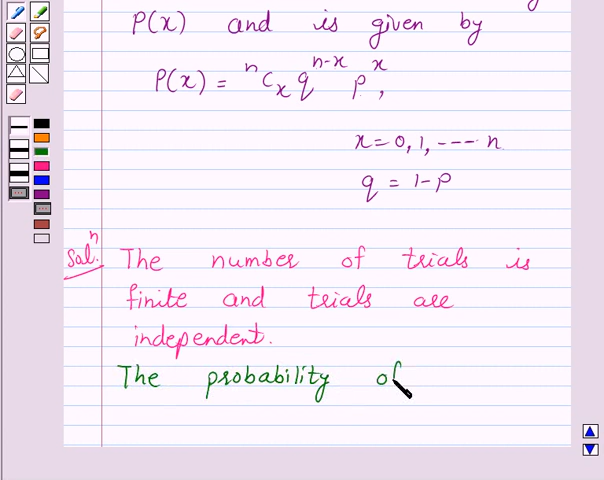 P(x) and is given by
P(x) = ⁿCₓ qⁿ⁻ˣ pˣ,
x = 0, 1, ---- n
q = 1-p
Solⁿ. The number of trials is
finite and trials are
independent.
The probability of